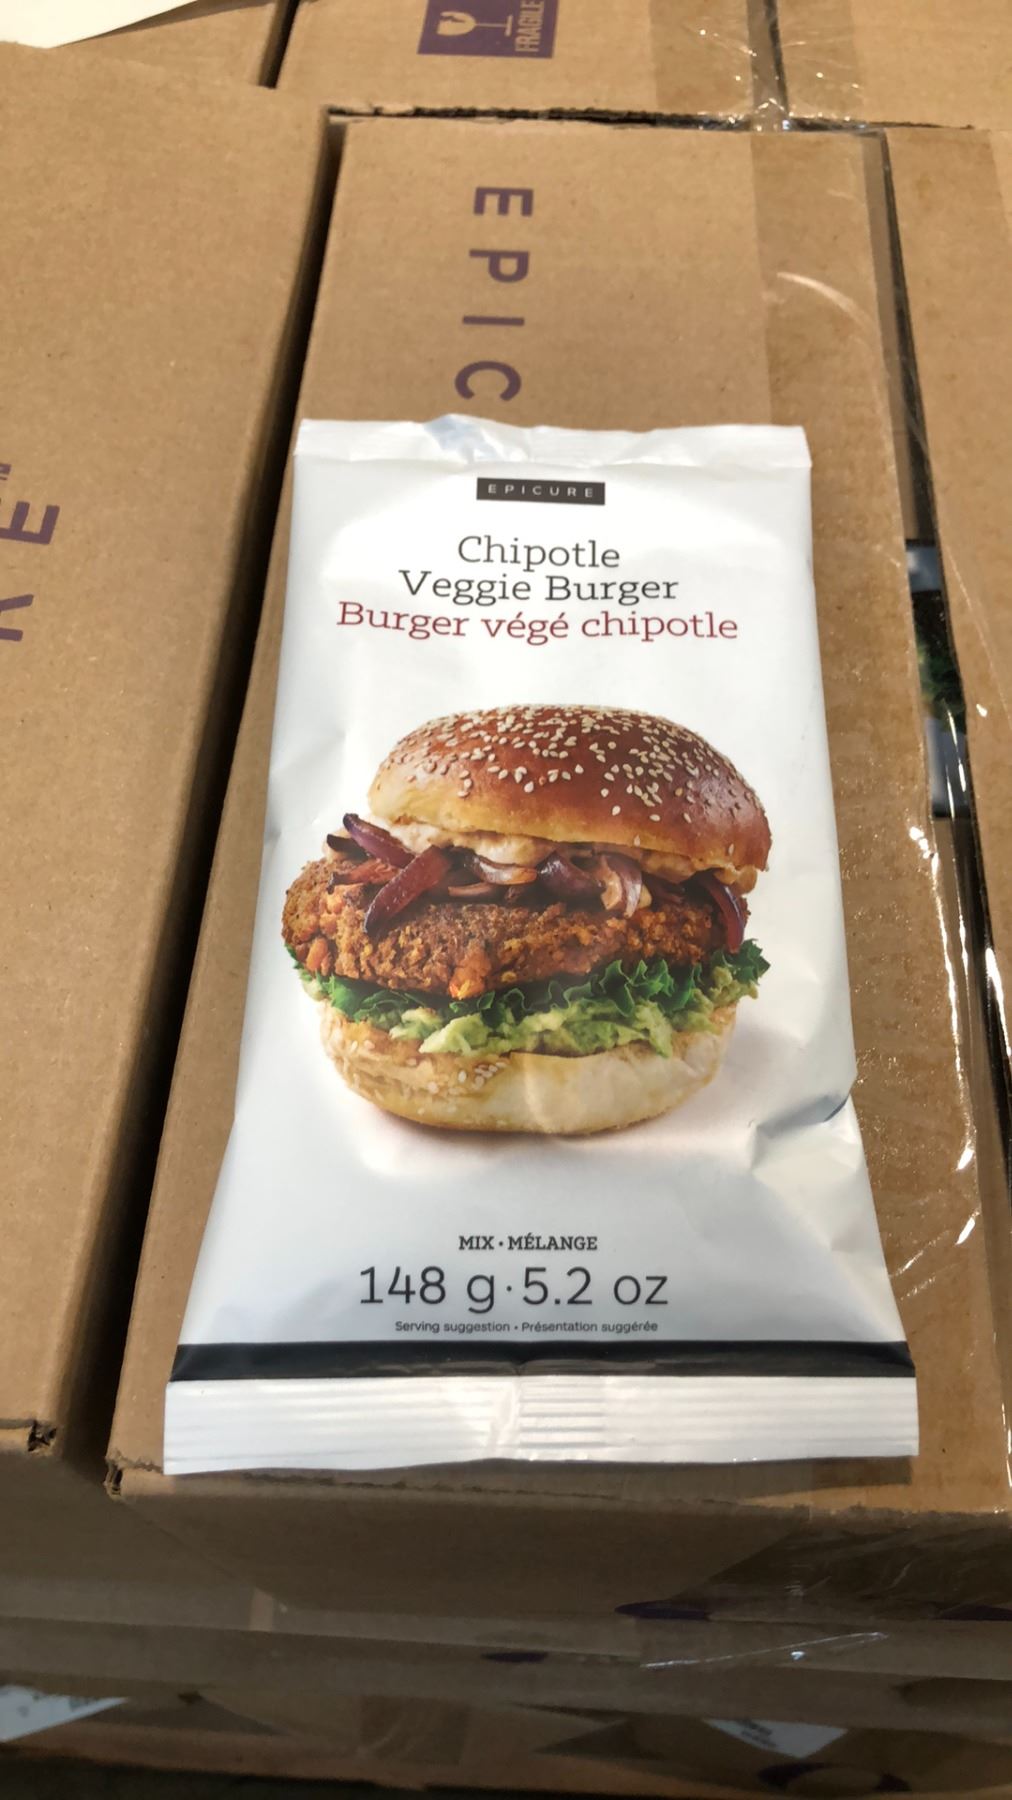 FRAGILE
EPIC
RE
EPICURE
Chipotle
Veggie Burger
Burger végé chipotle
MIX • MÉLANGE
148 g · 5.2 oz
Serving suggestion • Présentation suggérée